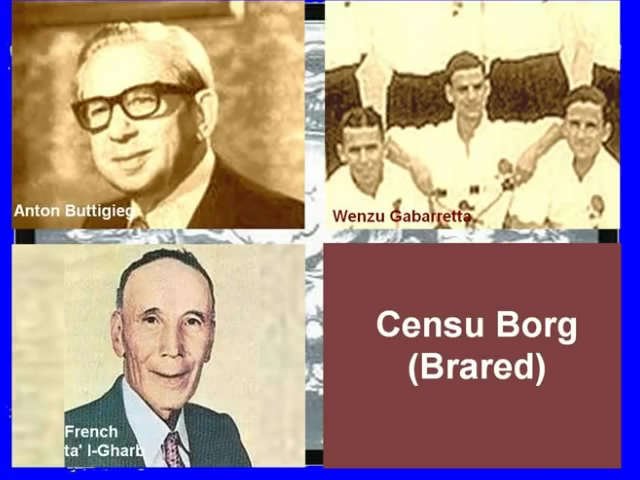 Anton Buttigieg
Wenzu Gabarretta
French
ta' l-Gharb
Censu Borg
(Brared)